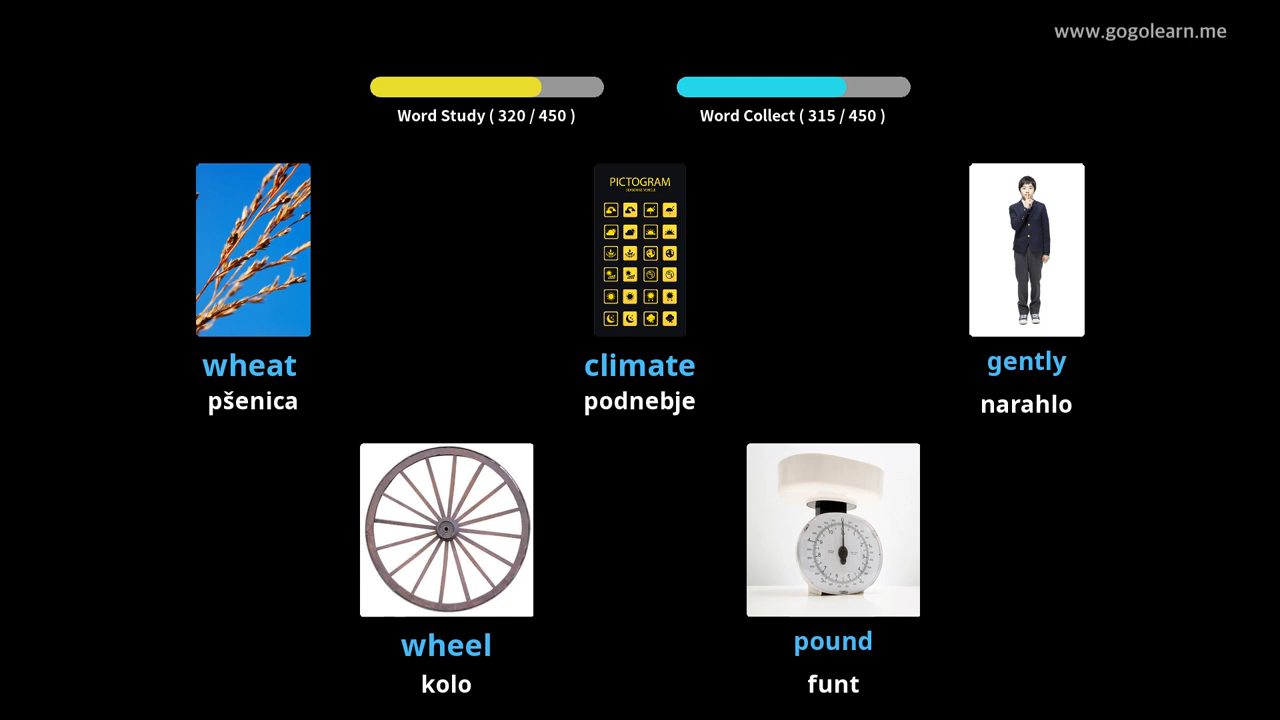 www.gogolearn.me
Word Study ( 320 / 450 )
Word Collect ( 315 / 450 )
PICTOGRAM
wheat
pšenica
climate
podnebje
gently
narahlo
wheel
kolo
pound
funt